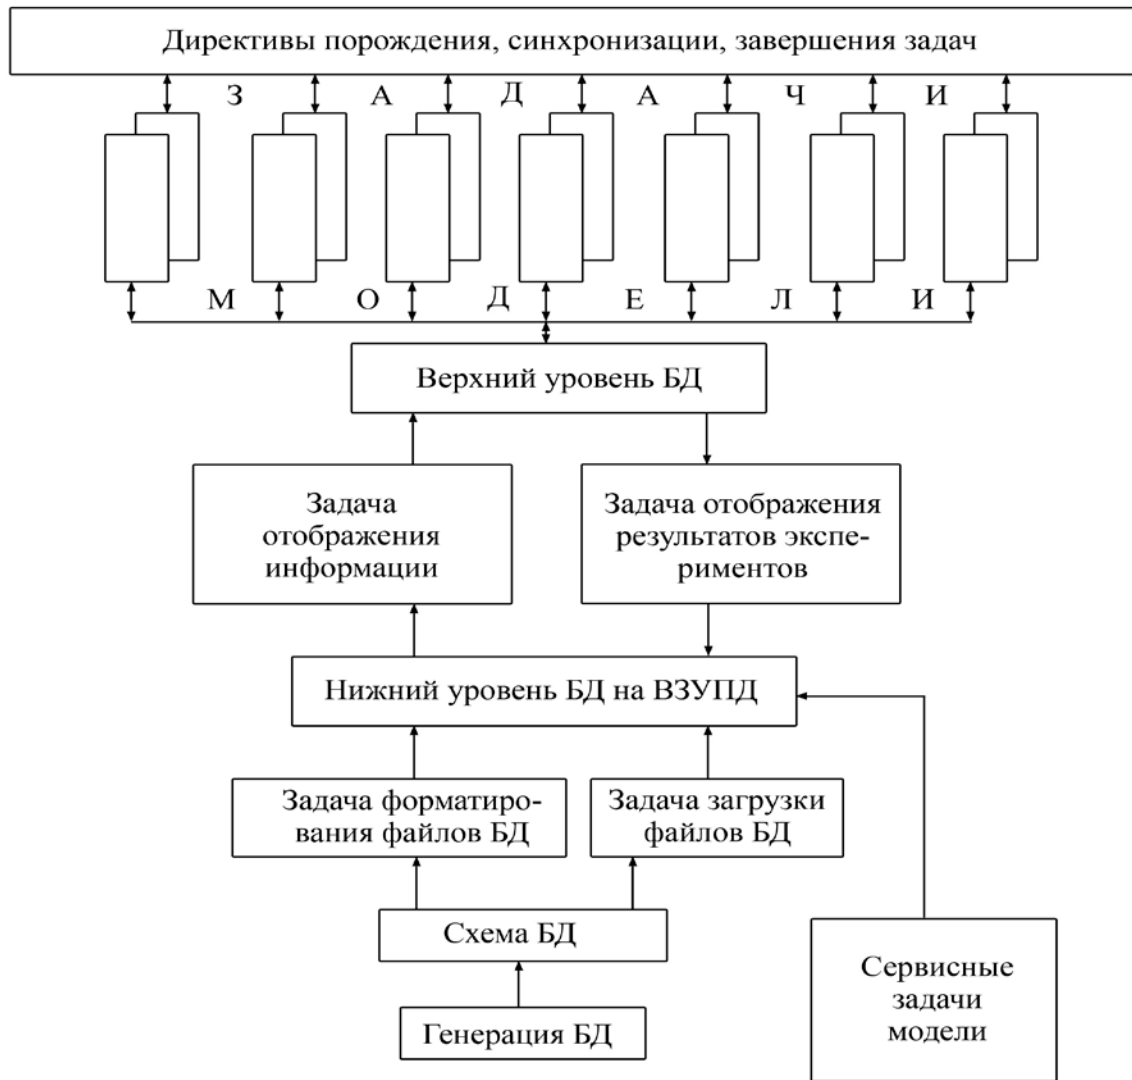 Директивы порождения, синхронизации, завершения задач
З А Д А Ч И
М О Д Е Л И
Верхний уровень БД
Задача
отображения
информации
Задача отображения
результатов экспе-
риментов
Нижний уровень БД на ВЗУПД
Задача форматиро-
вания файлов БД
Задача загрузки
файлов БД
Схема БД
Сервисные
задачи
модели
Генерация БД